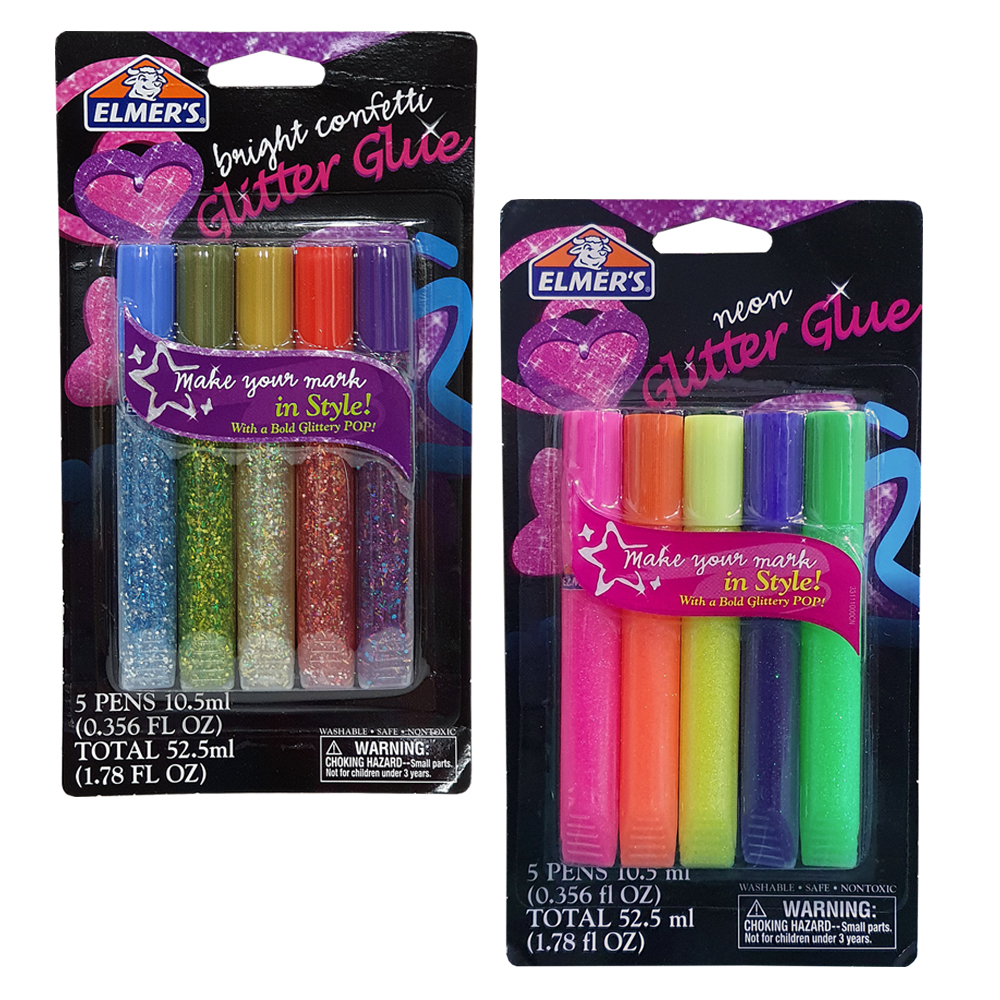 ELMER'S®
bright confetti
Glitter Glue
Make your mark
in Style!
With a Bold Glittery POP!
5 PENS 10.5ml
(0.356 FL OZ)
TOTAL 52.5ml
(1.78 FL OZ)
WASHABLE • SAFE • NONTOXIC
⚠ WARNING:
CHOKING HAZARD--Small parts.
Not for children under 3 years.
ELMER'S®
neon
Glitter Glue
Make your mark
in Style!
With a Bold Glittery POP!
5 PENS 10.5 ml
(0.356 fl OZ)
TOTAL 52.5 ml
(1.78 fl OZ)
WASHABLE • SAFE • NONTOXIC
⚠ WARNING:
CHOKING HAZARD--Small parts.
Not for children under 3 years.